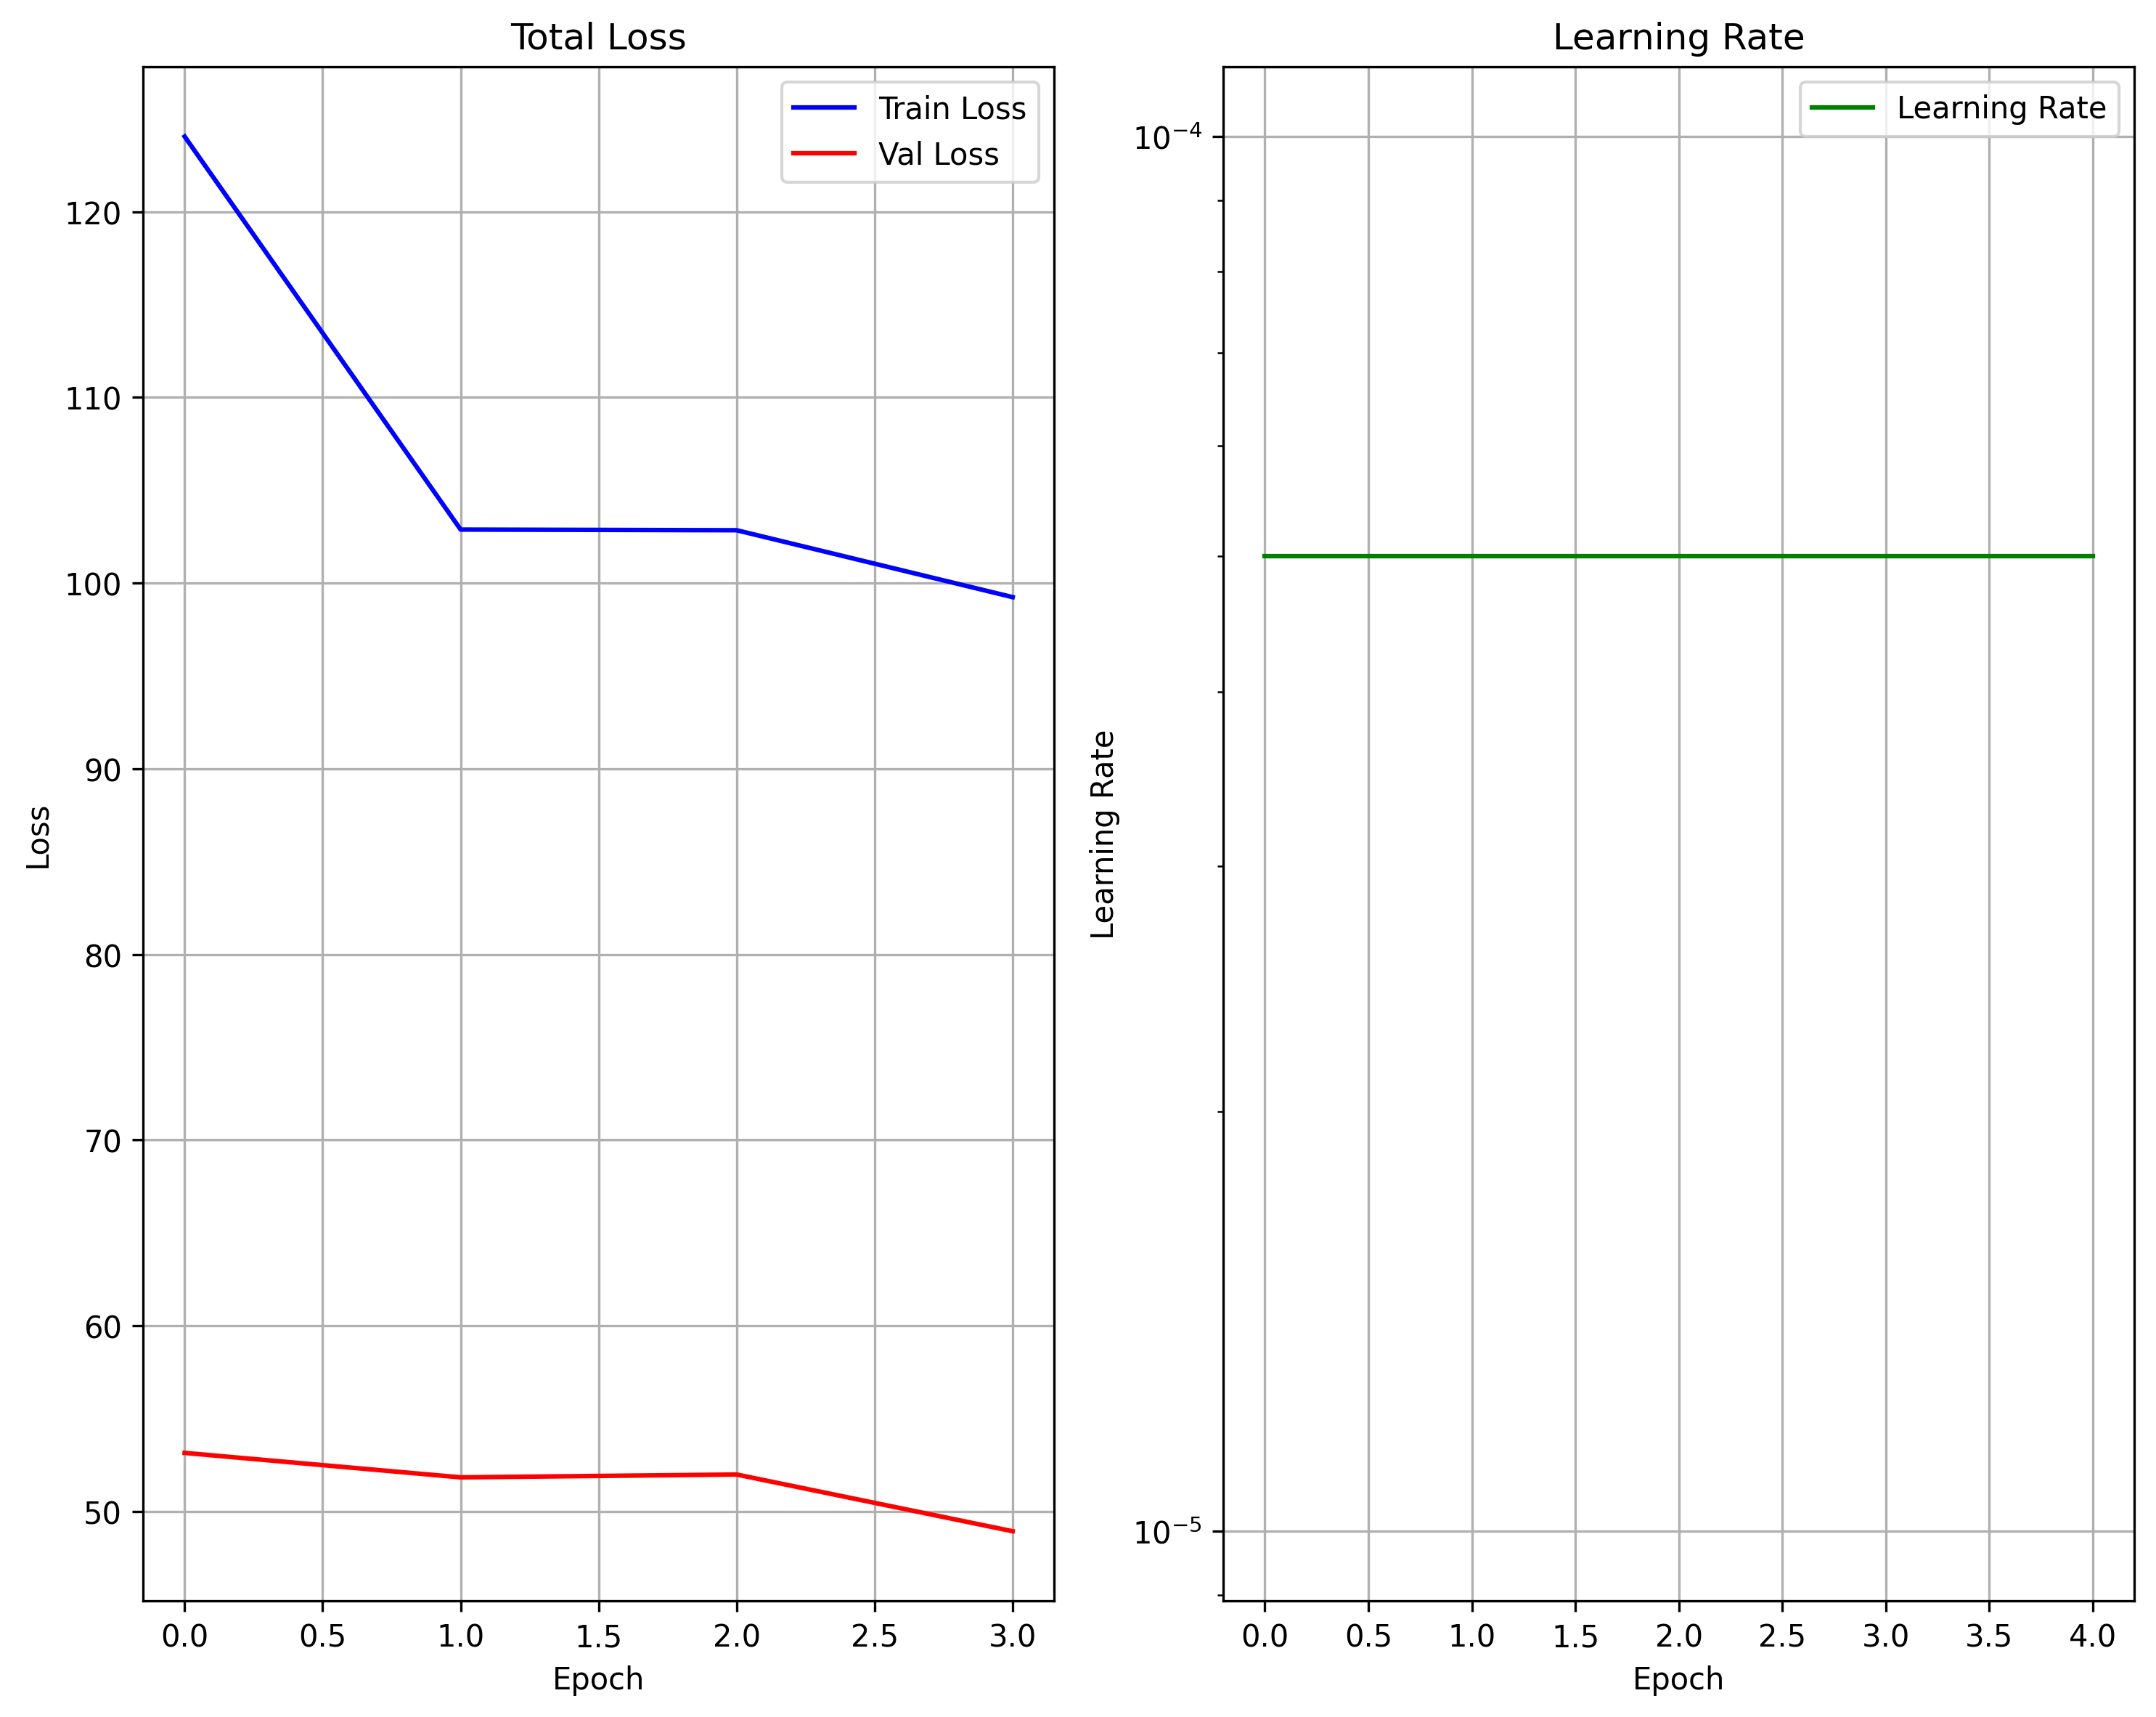 Total Loss
Train Loss
Val Loss
120
110
100
90
80
70
60
50
Loss
0.0 0.5 1.0 1.5 2.0 2.5 3.0
Epoch
Learning Rate
Learning Rate
10⁻⁴
10⁻⁵
Learning Rate
0.0 0.5 1.0 1.5 2.0 2.5 3.0 3.5 4.0
Epoch